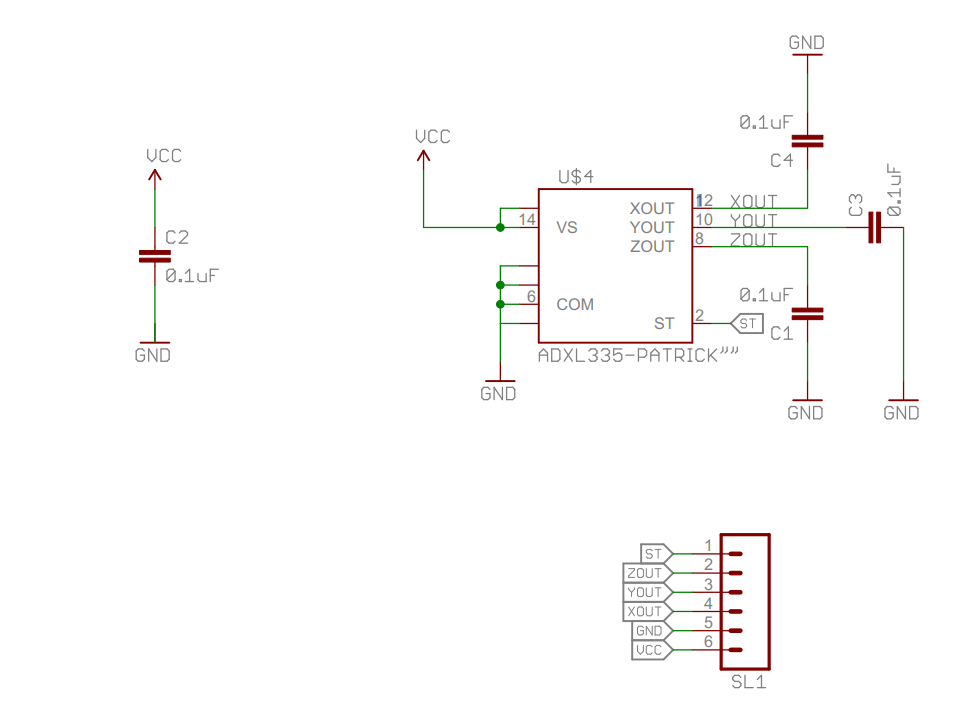 GND
0.1uF
C4
VCC
VCC
C2
0.1uF
GND
U$4
14 VS
6 COM
XOUT 12 XOUT
YOUT 10 YOUT
ZOUT 8 ZOUT
ST 2 ST
ADXL335-PATRICK""
GND
C3
0.1uF
0.1uF
C1
GND
GND
ST 1
ZOUT 2
YOUT 3
XOUT 4
GND 5
VCC 6
SL1